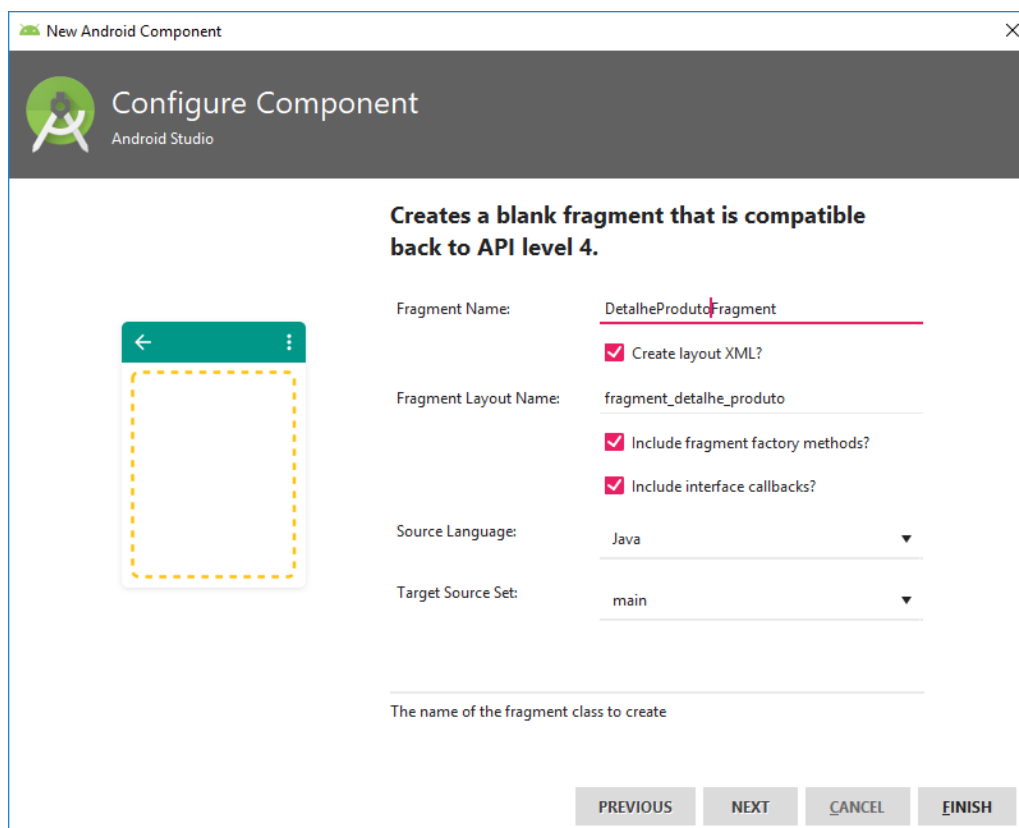 New Android Component
Configure Component
Android Studio
Creates a blank fragment that is compatible
back to API level 4.
Fragment Name:
DetalheProdutoFragment
Create layout XML?
Fragment Layout Name:
fragment_detalhe_produto
Include fragment factory methods?
Include interface callbacks?
Source Language:
Java
Target Source Set:
main
The name of the fragment class to create
PREVIOUS
NEXT
CANCEL
FINISH